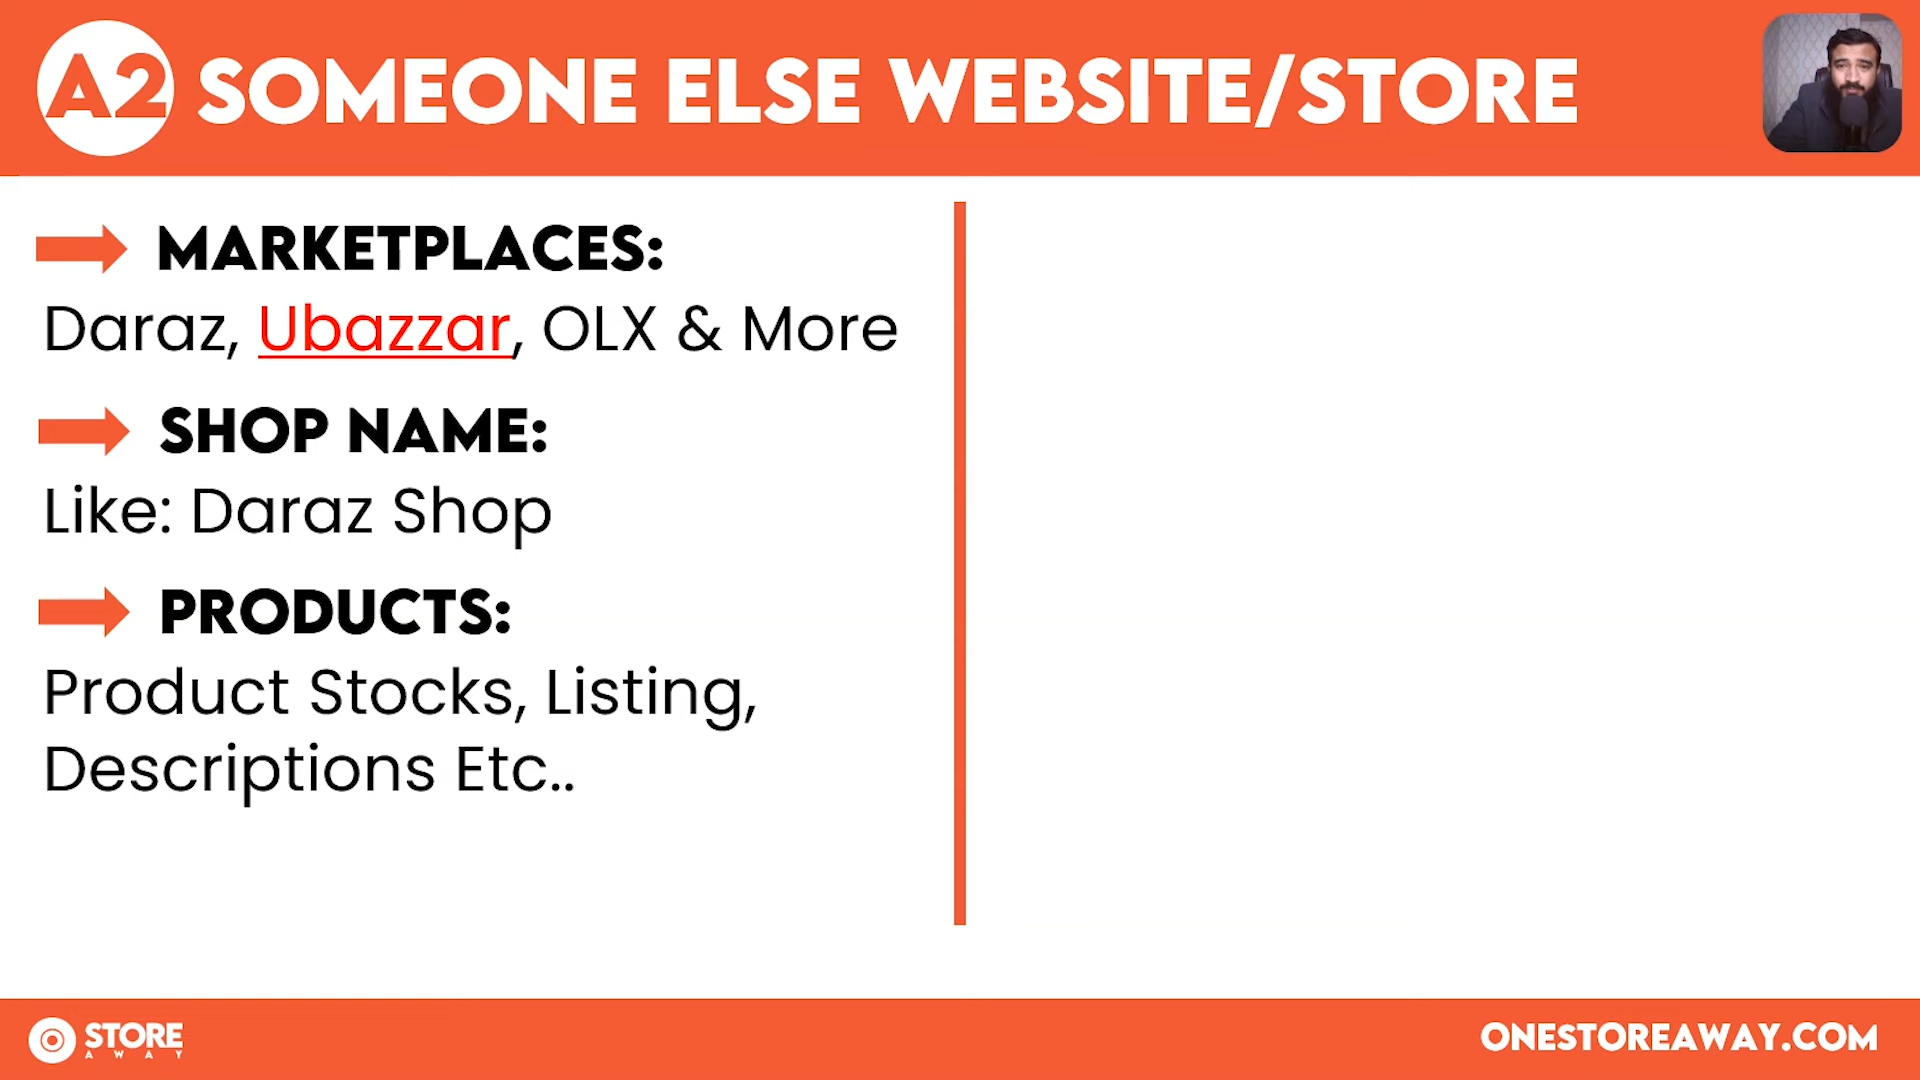 A2 SOMEONE ELSE WEBSITE/STORE
MARKETPLACES:
Daraz, Ubazzar, OLX & More
SHOP NAME:
Like: Daraz Shop
PRODUCTS:
Product Stocks, Listing,
Descriptions Etc..
STORE
AWAY
ONESTOREAWAY.COM